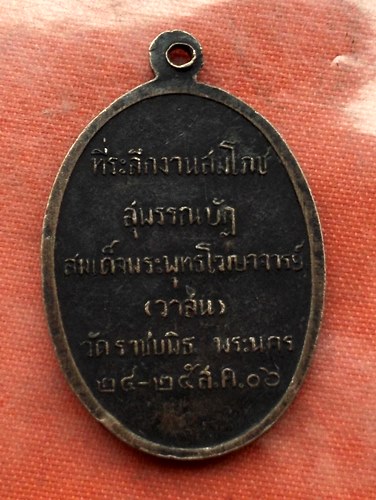 ที่ระลึกงานสมโภช
สุพรรณบัฏ
สมเด็จพระพุทธโฆษาจารย์
(วาสน)
วัดราชบพิธ พระนคร
๒๔-๒๕ ส.ค. ๐๖